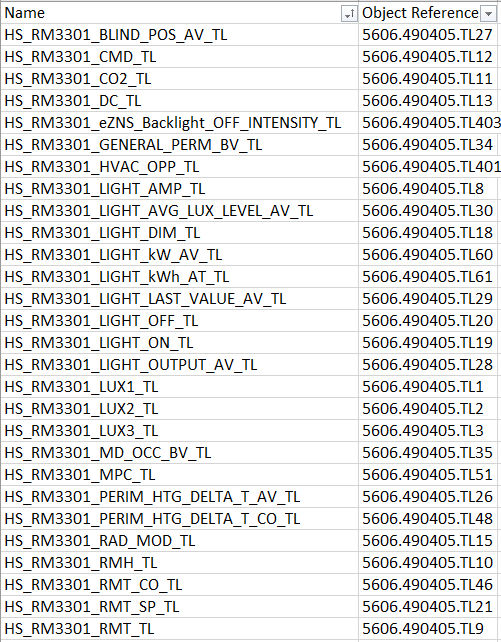 Name Object Reference
HS_RM3301_BLIND_POS_AV_TL 5606.490405.TL27
HS_RM3301_CMD_TL 5606.490405.TL12
HS_RM3301_CO2_TL 5606.490405.TL11
HS_RM3301_DC_TL 5606.490405.TL13
HS_RM3301_eZNS_Backlight_OFF_INTENSITY_TL 5606.490405.TL403
HS_RM3301_GENERAL_PERM_BV_TL 5606.490405.TL34
HS_RM3301_HVAC_OPP_TL 5606.490405.TL401
HS_RM3301_LIGHT_AMP_TL 5606.490405.TL8
HS_RM3301_LIGHT_AVG_LUX_LEVEL_AV_TL 5606.490405.TL30
HS_RM3301_LIGHT_DIM_TL 5606.490405.TL18
HS_RM3301_LIGHT_kW_AV_TL 5606.490405.TL60
HS_RM3301_LIGHT_kWh_AT_TL 5606.490405.TL61
HS_RM3301_LIGHT_LAST_VALUE_AV_TL 5606.490405.TL29
HS_RM3301_LIGHT_OFF_TL 5606.490405.TL20
HS_RM3301_LIGHT_ON_TL 5606.490405.TL19
HS_RM3301_LIGHT_OUTPUT_AV_TL 5606.490405.TL28
HS_RM3301_LUX1_TL 5606.490405.TL1
HS_RM3301_LUX2_TL 5606.490405.TL2
HS_RM3301_LUX3_TL 5606.490405.TL3
HS_RM3301_MD_OCC_BV_TL 5606.490405.TL35
HS_RM3301_MPC_TL 5606.490405.TL51
HS_RM3301_PERIM_HTG_DELTA_T_AV_TL 5606.490405.TL26
HS_RM3301_PERIM_HTG_DELTA_T_CO_TL 5606.490405.TL48
HS_RM3301_RAD_MOD_TL 5606.490405.TL15
HS_RM3301_RMH_TL 5606.490405.TL10
HS_RM3301_RMT_CO_TL 5606.490405.TL46
HS_RM3301_RMT_SP_TL 5606.490405.TL21
HS_RM3301_RMT_TL 5606.490405.TL9